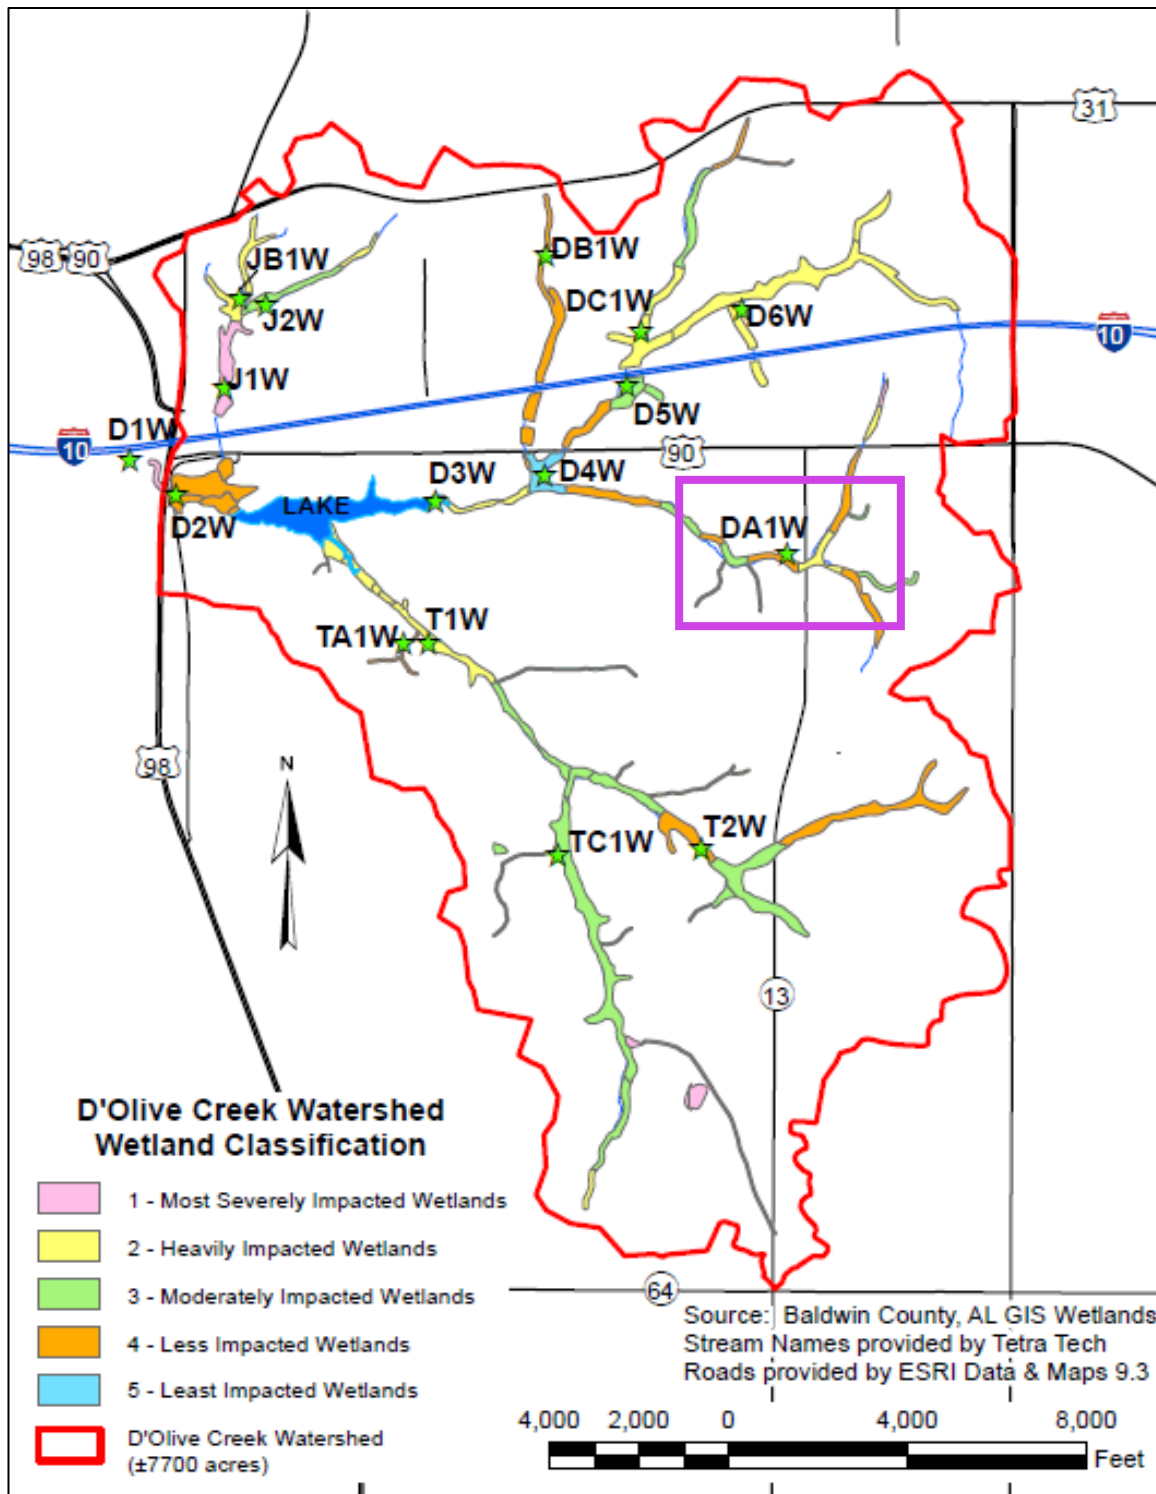 31
98 90
JB1W
DB1W
J2W
DC1W
D6W
10
J1W
D5W
D1W
10
90
D3W
D4W
LAKE
D2W
DA1W
TA1W
T1W
98
N
TC1W
T2W
13
D'Olive Creek Watershed
Wetland Classification
1 - Most Severely Impacted Wetlands
2 - Heavily Impacted Wetlands
3 - Moderately Impacted Wetlands
4 - Less Impacted Wetlands
5 - Least Impacted Wetlands
D'Olive Creek Watershed
(±7700 acres)
64
Source: Baldwin County, AL GIS Wetlands
Stream Names provided by Tetra Tech
Roads provided by ESRI Data & Maps 9.3
4,000 2,000 0 4,000 8,000
Feet